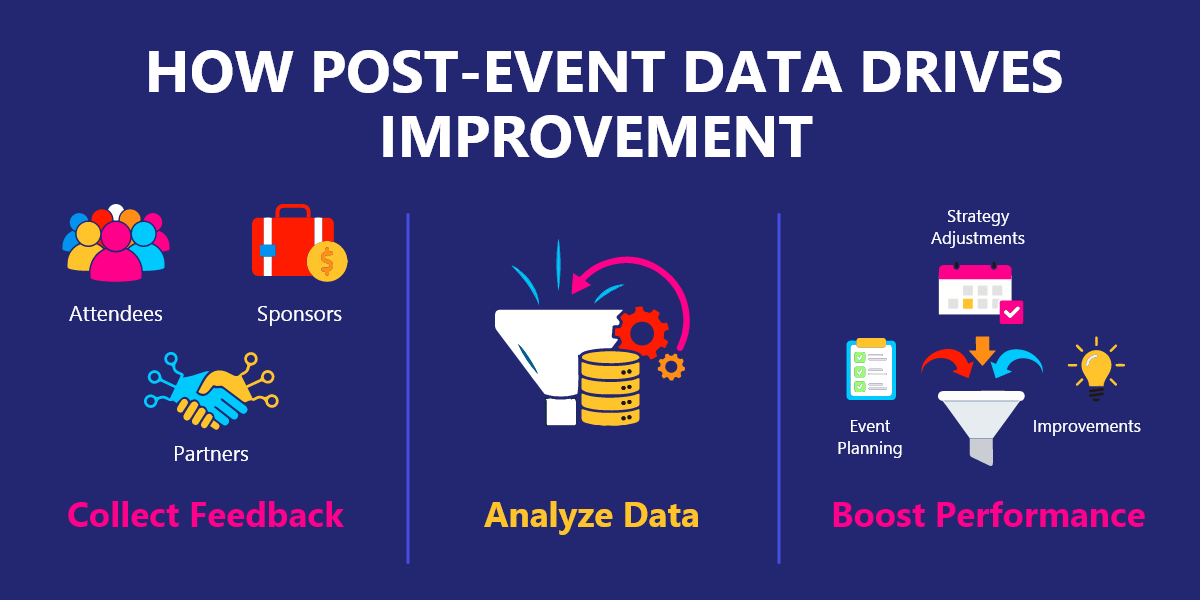 HOW POST-EVENT DATA DRIVES
IMPROVEMENT
Attendees
Sponsors
Partners
Collect Feedback
$
Analyze Data
Strategy
Adjustments
Event
Planning
Improvements
Boost Performance